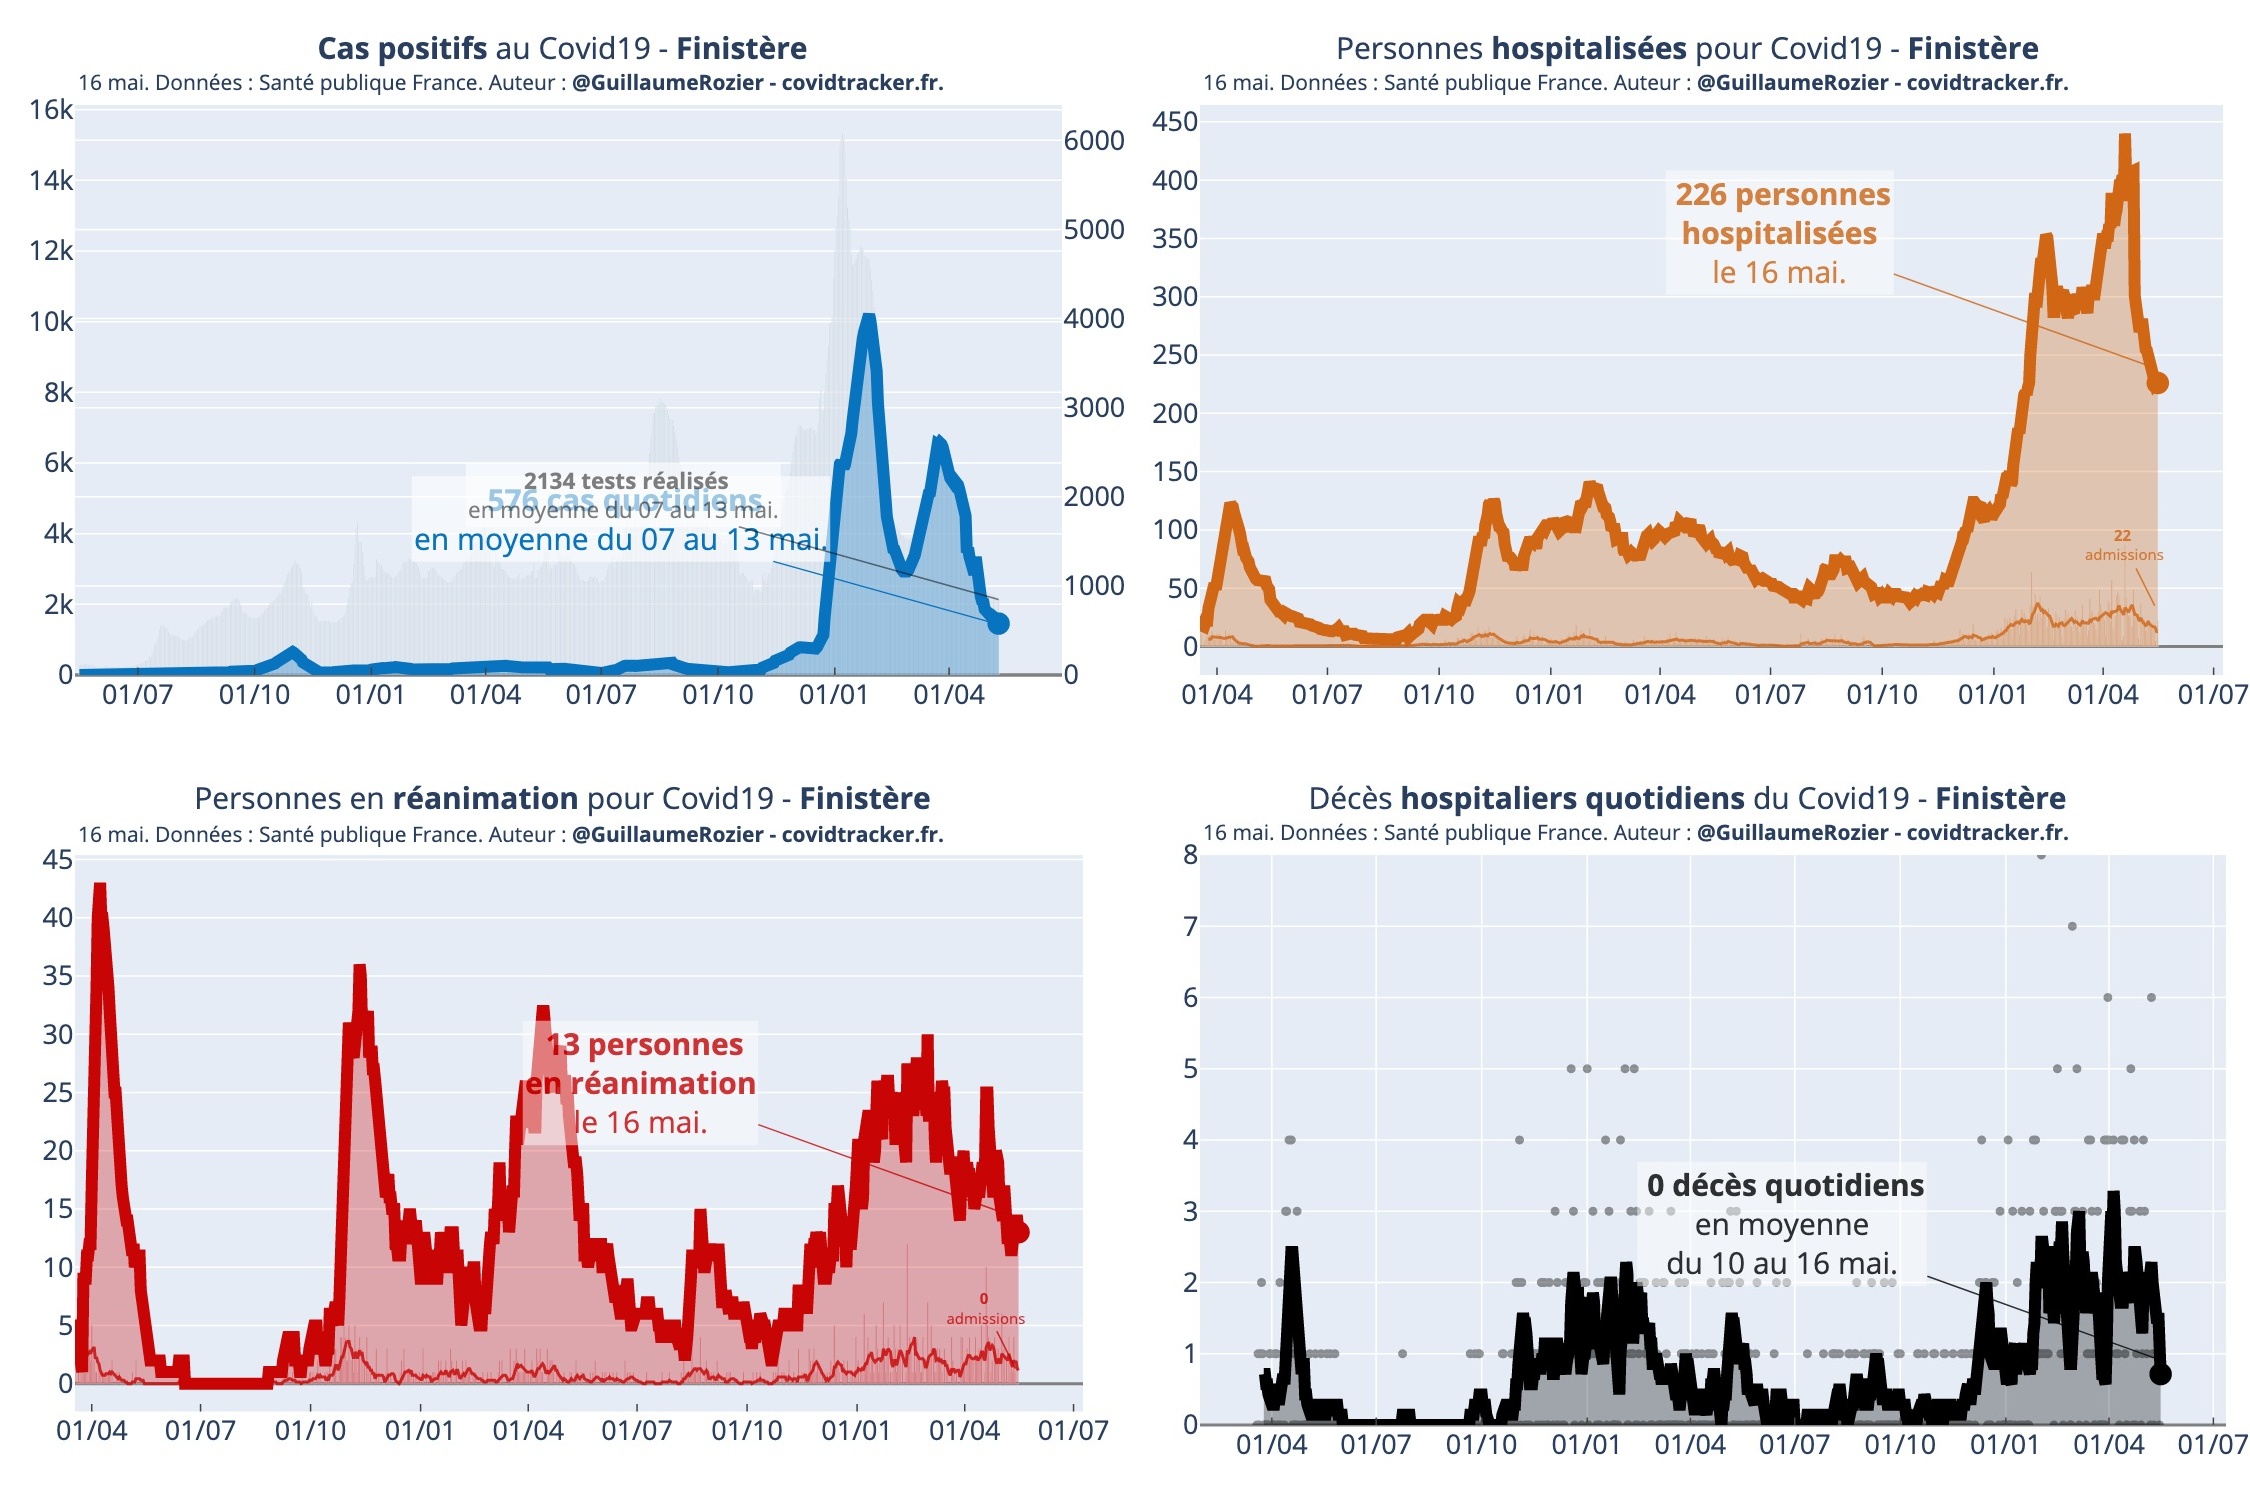 Cas positifs au Covid19 - Finistère
16 mai. Données : Santé publique France. Auteur : @GuillaumeRozier - covidtracker.fr.
16k
14k
12k
10k
8k
6k
4k
2k
0
6000
5000
4000
3000
2000
1000
0
2134 tests réalisés
en moyenne du 07 au 13 mai.
576 cas quotidiens
en moyenne du 07 au 13 mai.
01/07 01/10 01/01 01/04 01/07 01/10 01/01 01/04
Personnes hospitalisées pour Covid19 - Finistère
16 mai. Données : Santé publique France. Auteur : @GuillaumeRozier - covidtracker.fr.
450
400
350
300
250
200
150
100
50
0
226 personnes
hospitalisées
le 16 mai.
22
admissions
01/04 01/07 01/10 01/01 01/04 01/07 01/10 01/01 01/04 01/07
Personnes en réanimation pour Covid19 - Finistère
16 mai. Données : Santé publique France. Auteur : @GuillaumeRozier - covidtracker.fr.
45
40
35
30
25
20
15
10
5
0
13 personnes
en réanimation
le 16 mai.
0
admissions
01/04 01/07 01/10 01/01 01/04 01/07 01/10 01/01 01/04 01/07
Décès hospitaliers quotidiens du Covid19 - Finistère
16 mai. Données : Santé publique France. Auteur : @GuillaumeRozier - covidtracker.fr.
8
7
6
5
4
3
2
1
0
0 décès quotidiens
en moyenne
du 10 au 16 mai.
01/04 01/07 01/10 01/01 01/04 01/07 01/10 01/01 01/04 01/07